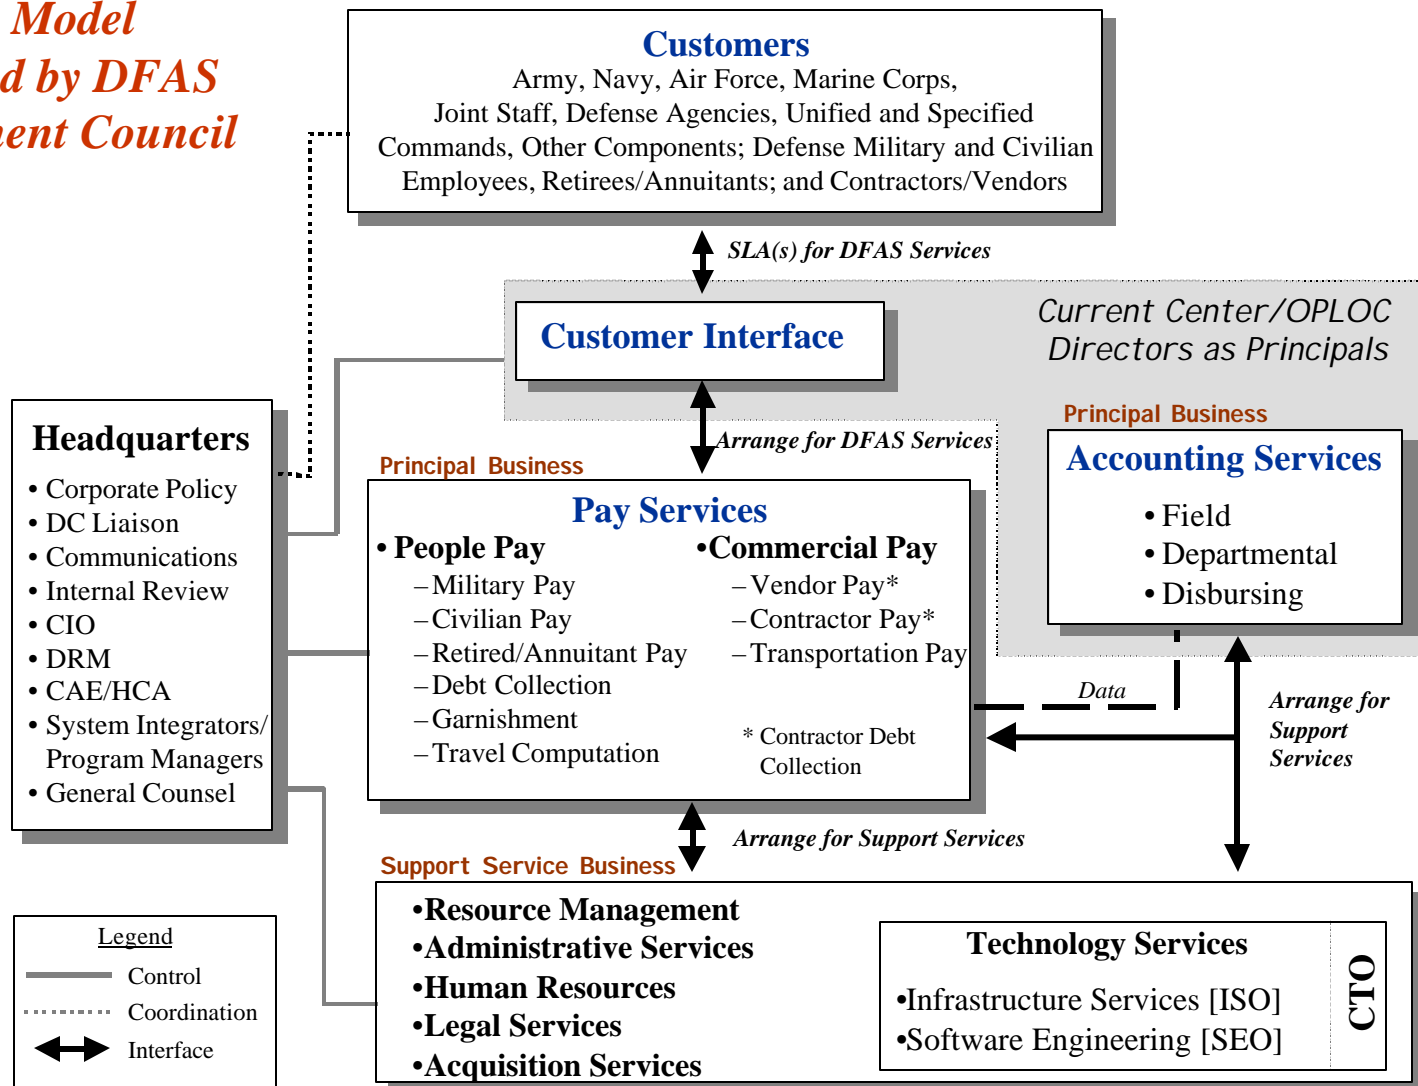 Model
d by DFAS
ent Council
Customers
Army, Navy, Air Force, Marine Corps,
Joint Staff, Defense Agencies, Unified and Specified
Commands, Other Components; Defense Military and Civilian
Employees, Retirees/Annuitants; and Contractors/Vendors
SLA(s) for DFAS Services
Current Center/OPLOC
Directors as Principals
Customer Interface
Arrange for DFAS Services
Headquarters
• Corporate Policy
• DC Liaison
• Communications
• Internal Review
• CIO
• DRM
• CAE/HCA
• System Integrators/
Program Managers
• General Counsel
Principal Business
Pay Services
• People Pay
– Military Pay
– Civilian Pay
– Retired/Annuitant Pay
– Debt Collection
– Garnishment
– Travel Computation
•Commercial Pay
– Vendor Pay*
– Contractor Pay*
– Transportation Pay
* Contractor Debt
Collection
Principal Business
Accounting Services
• Field
• Departmental
• Disbursing
Data
Arrange for
Support
Services
Arrange for Support Services
Support Service Business
•Resource Management
•Administrative Services
•Human Resources
•Legal Services
•Acquisition Services
Technology Services
•Infrastructure Services [ISO]
•Software Engineering [SEO]
CTO
Legend
Control
Coordination
Interface